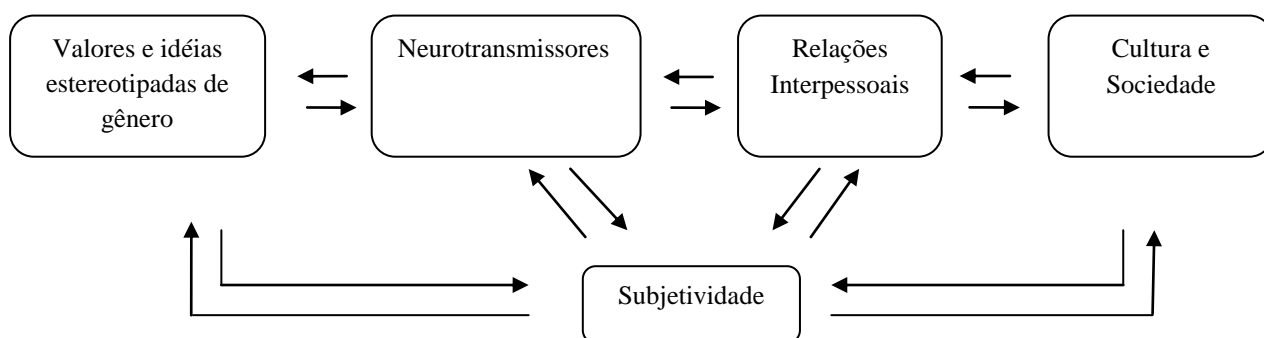 Valores e idéias
estereotipadas de
gênero
Neurotransmissores
Relações
Interpessoais
Cultura e
Sociedade
Subjetividade